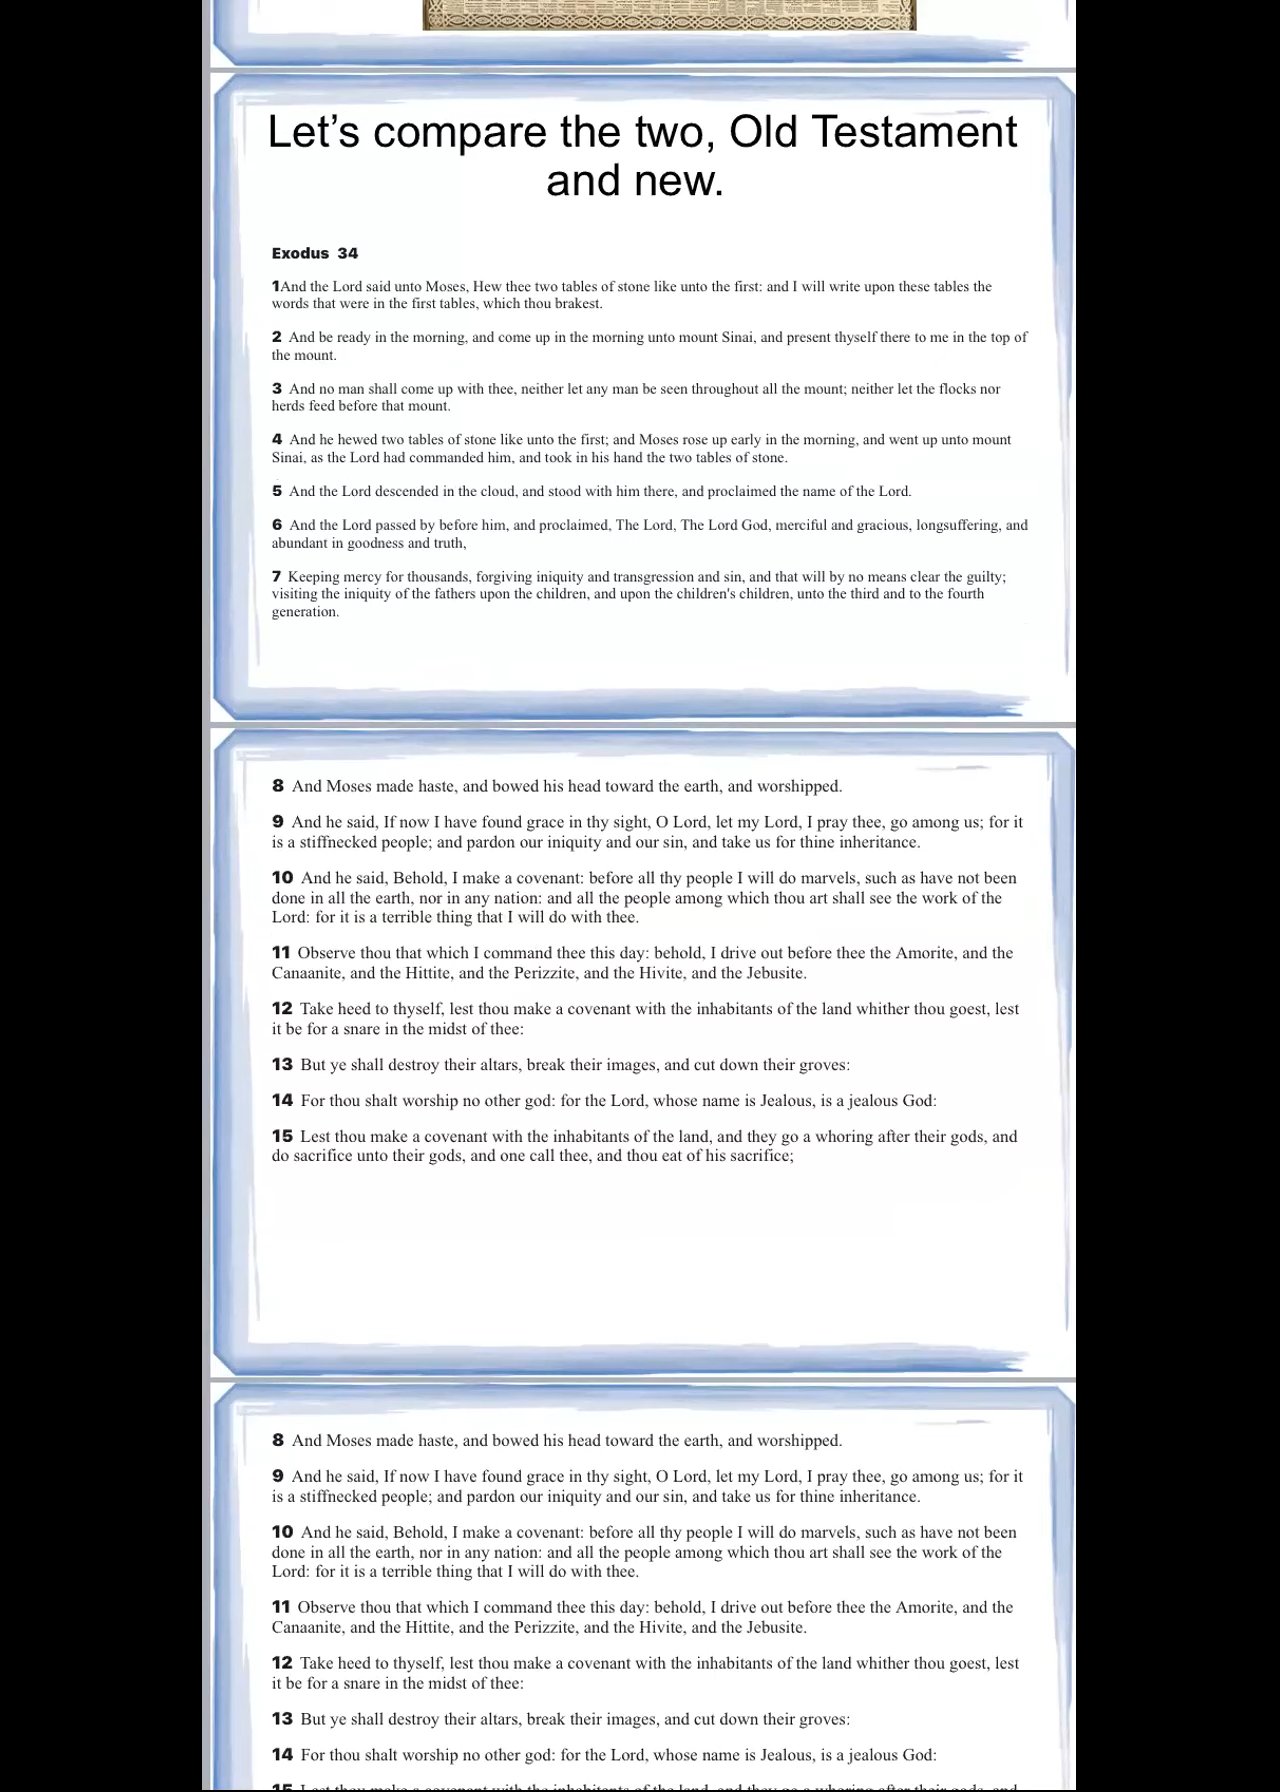 Let’s compare the two, Old Testament
and new.
Exodus 34
1And the Lord said unto Moses, Hew thee two tables of stone like unto the first: and I will write upon these tables the
words that were in the first tables, which thou brakest.
2 And be ready in the morning, and come up in the morning unto mount Sinai, and present thyself there to me in the top of
the mount.
3 And no man shall come up with thee, neither let any man be seen throughout all the mount; neither let the flocks nor
herds feed before that mount.
4 And he hewed two tables of stone like unto the first; and Moses rose up early in the morning, and went up unto mount
Sinai, as the Lord had commanded him, and took in his hand the two tables of stone.
5 And the Lord descended in the cloud, and stood with him there, and proclaimed the name of the Lord.
6 And the Lord passed by before him, and proclaimed, The Lord, The Lord God, merciful and gracious, longsuffering, and
abundant in goodness and truth,
7 Keeping mercy for thousands, forgiving iniquity and transgression and sin, and that will by no means clear the guilty;
visiting the iniquity of the fathers upon the children, and upon the children's children, unto the third and to the fourth
generation.
8 And Moses made haste, and bowed his head toward the earth, and worshipped.
9 And he said, If now I have found grace in thy sight, O Lord, let my Lord, I pray thee, go among us; for it
is a stiffnecked people; and pardon our iniquity and our sin, and take us for thine inheritance.
10 And he said, Behold, I make a covenant: before all thy people I will do marvels, such as have not been
done in all the earth, nor in any nation: and all the people among which thou art shall see the work of the
Lord: for it is a terrible thing that I will do with thee.
11 Observe thou that which I command thee this day: behold, I drive out before thee the Amorite, and the
Canaanite, and the Hittite, and the Perizzite, and the Hivite, and the Jebusite.
12 Take heed to thyself, lest thou make a covenant with the inhabitants of the land whither thou goest, lest
it be for a snare in the midst of thee:
13 But ye shall destroy their altars, break their images, and cut down their groves:
14 For thou shalt worship no other god: for the Lord, whose name is Jealous, is a jealous God:
15 Lest thou make a covenant with the inhabitants of the land, and they go a whoring after their gods, and
do sacrifice unto their gods, and one call thee, and thou eat of his sacrifice;
8 And Moses made haste, and bowed his head toward the earth, and worshipped.
9 And he said, If now I have found grace in thy sight, O Lord, let my Lord, I pray thee, go among us; for it
is a stiffnecked people; and pardon our iniquity and our sin, and take us for thine inheritance.
10 And he said, Behold, I make a covenant: before all thy people I will do marvels, such as have not been
done in all the earth, nor in any nation: and all the people among which thou art shall see the work of the
Lord: for it is a terrible thing that I will do with thee.
11 Observe thou that which I command thee this day: behold, I drive out before thee the Amorite, and the
Canaanite, and the Hittite, and the Perizzite, and the Hivite, and the Jebusite.
12 Take heed to thyself, lest thou make a covenant with the inhabitants of the land whither thou goest, lest
it be for a snare in the midst of thee:
13 But ye shall destroy their altars, break their images, and cut down their groves:
14 For thou shalt worship no other god: for the Lord, whose name is Jealous, is a jealous God: